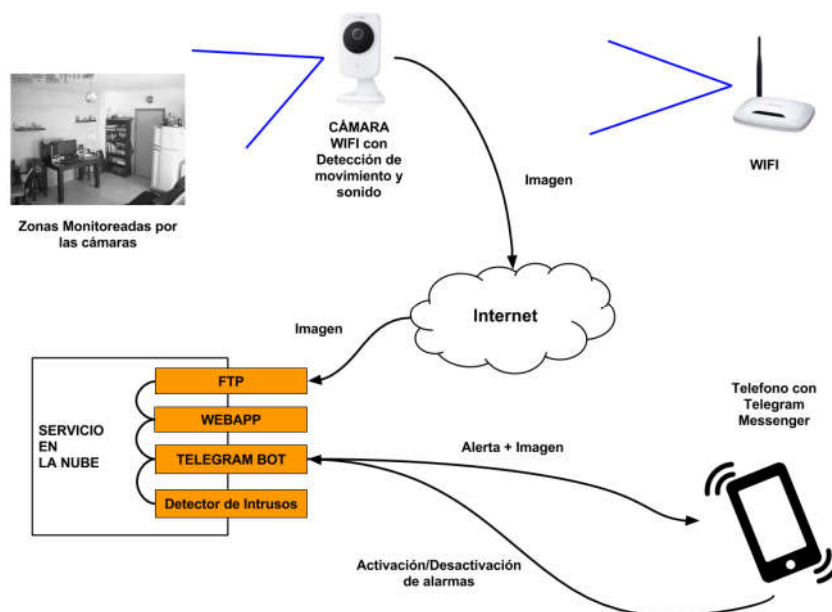 CÁMARA
WIFI con
Detección de
movimiento y
sonido
WIFI
Zonas Monitoreadas por
las cámaras
Imagen
Internet
Imagen
SERVICIO
EN
LA NUBE
FTP
WEBAPP
TELEGRAM BOT
Detector de Intrusos
Telefono con
Telegram
Messenger
Alerta + Imagen
Activación/Desactivación
de alarmas